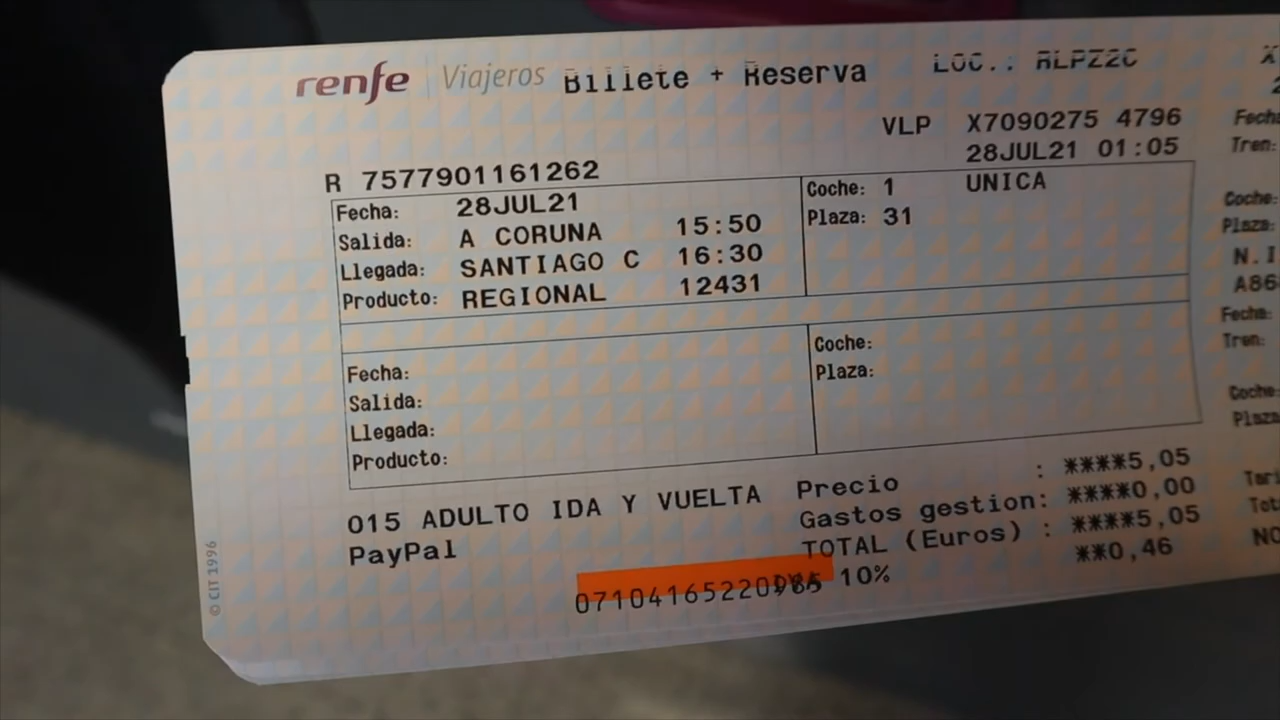 renfe Viajeros Billete + Reserva LOC.: RLPZ2C
VLP X7090275 4796
28JUL21 01:05
R 7577901161262
Fecha: 28JUL21 Coche: 1 UNICA
Salida: A CORUNA 15:50 Plaza: 31
Llegada: SANTIAGO C 16:30
Producto: REGIONAL 12431
Fecha: Coche:
Salida: Plaza:
Llegada:
Producto:
015 ADULTO IDA Y VUELTA Precio : ****5,05
PayPal Gastos gestion: ****0,00
TOTAL (Euros) : ****5,05
10% **0,46
© CIT 1996
Tren:
Coche:
Plaza:
N.I
A86
Fecha:
Tren:
Coche
Plaza
NO